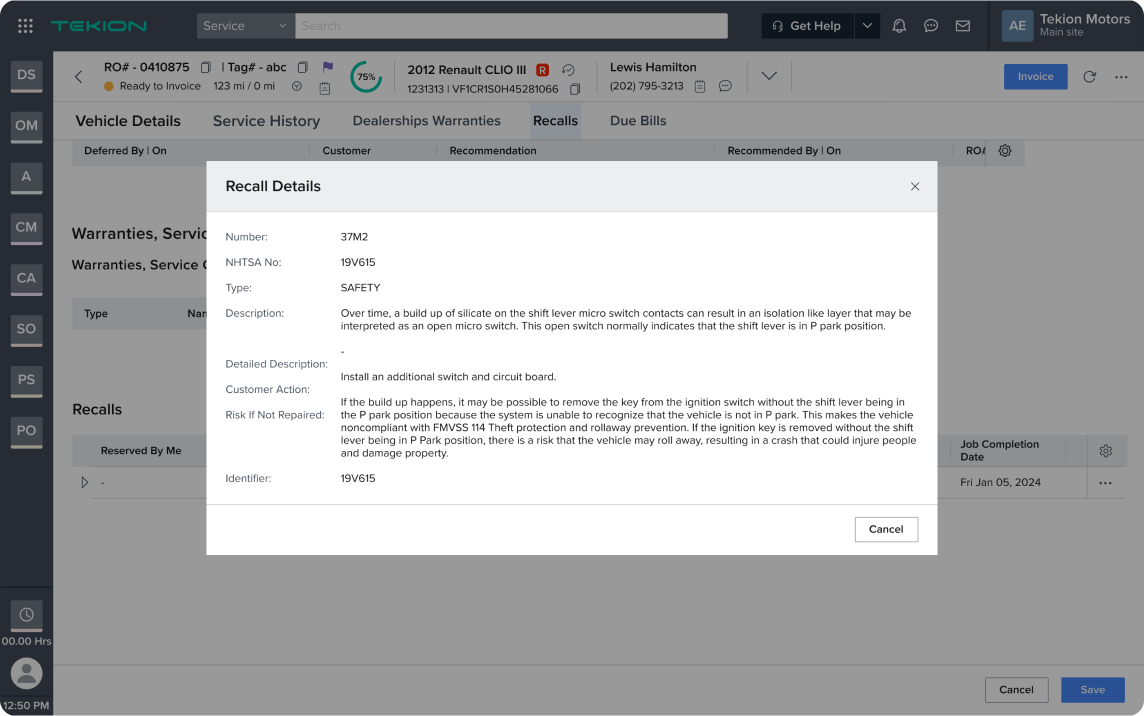 TEKION
Service
Search
Get Help
AE
Tekion Motors
Main site
DS
OM
A
CM
CA
SO
PS
PO
00.00 Hrs
12:50 PM
RO# - 0410875 | Tag# - abc
Ready to Invoice 123 mi / 0 mi
75%
2012 Renault CLIO III R
1231313 | VF1CR1S0H45281066
Lewis Hamilton
(202) 795-3213
Invoice
Vehicle Details Service History Dealerships Warranties Recalls Due Bills
Deferred By | On Customer Recommendation Recommended By | On RO#
Warranties, Servic
Warranties, Service
Type Nan
Recalls
Reserved By Me
Job Completion
Date
- Fri Jan 05, 2024
Recall Details
Number: 37M2
NHTSA No: 19V615
Type: SAFETY
Description: Over time, a build up of silicate on the shift lever micro switch contacts can result in an isolation like layer that may be
interpreted as an open micro switch. This open switch normally indicates that the shift lever is in P park position.
-
Detailed Description:
Install an additional switch and circuit board.
Customer Action:
If the build up happens, it may be possible to remove the key from the ignition switch without the shift lever being in
Risk If Not Repaired: the P park position because the system is unable to recognize that the vehicle is not in P park. This makes the vehicle
noncompliant with FMVSS 114 Theft protection and rollaway prevention. If the ignition key is removed without the shift
lever being in P Park position, there is a risk that the vehicle may roll away, resulting in a crash that could injure people
and damage property.
Identifier: 19V615
Cancel
Cancel
Save